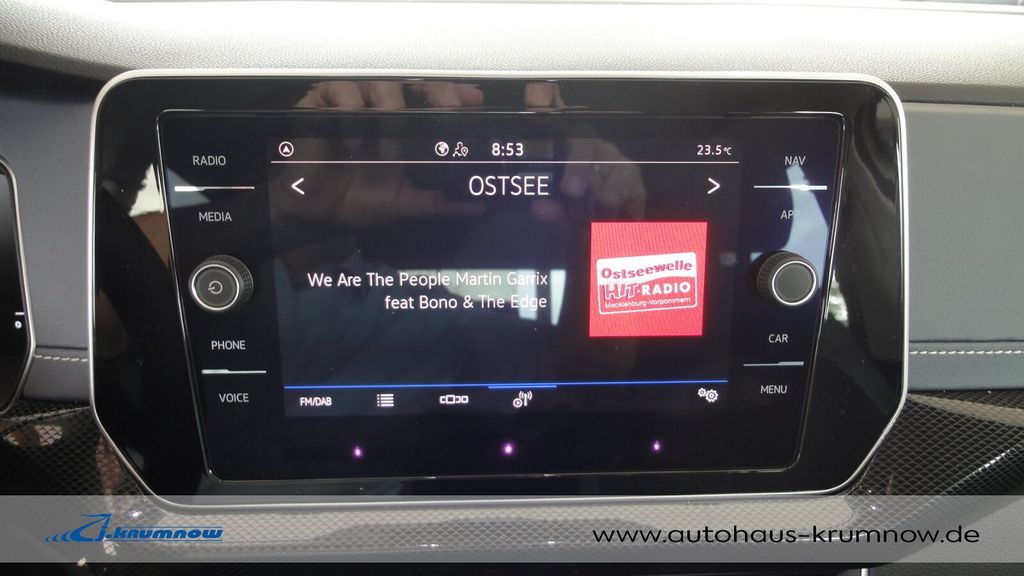 RADIO
MEDIA
PHONE
VOICE
8:53
23.5°C
< OSTSEE >
We Are The People Martin Garrix
feat Bono & The Edge
Ostseewelle
HIT·RADIO
Mecklenburg-Vorpommern
FM/DAB
NAV
APP
CAR
MENU
J.KRUMNOW
www.autohaus-krumnow.de